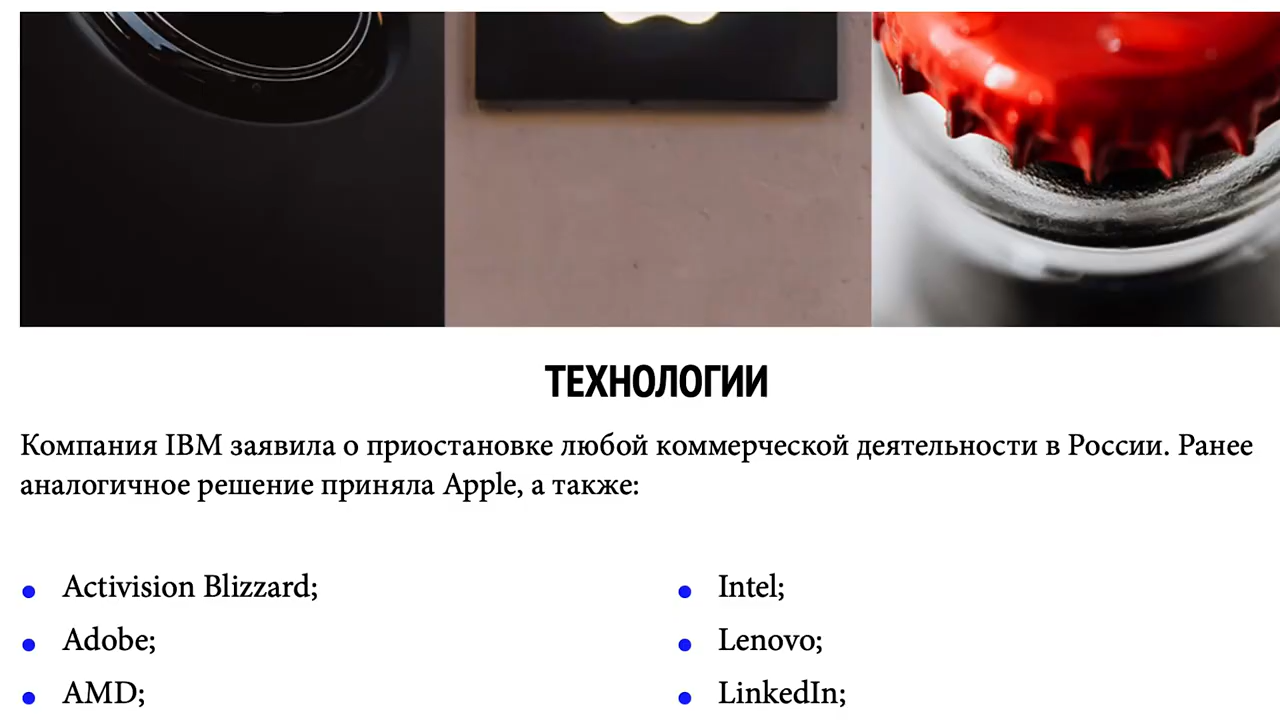 ТЕХНОЛОГИИ
Компания IBM заявила о приостановке любой коммерческой деятельности в России. Ранее
аналогичное решение приняла Apple, а также:
Activision Blizzard;
Adobe;
AMD;
Intel;
Lenovo;
LinkedIn;